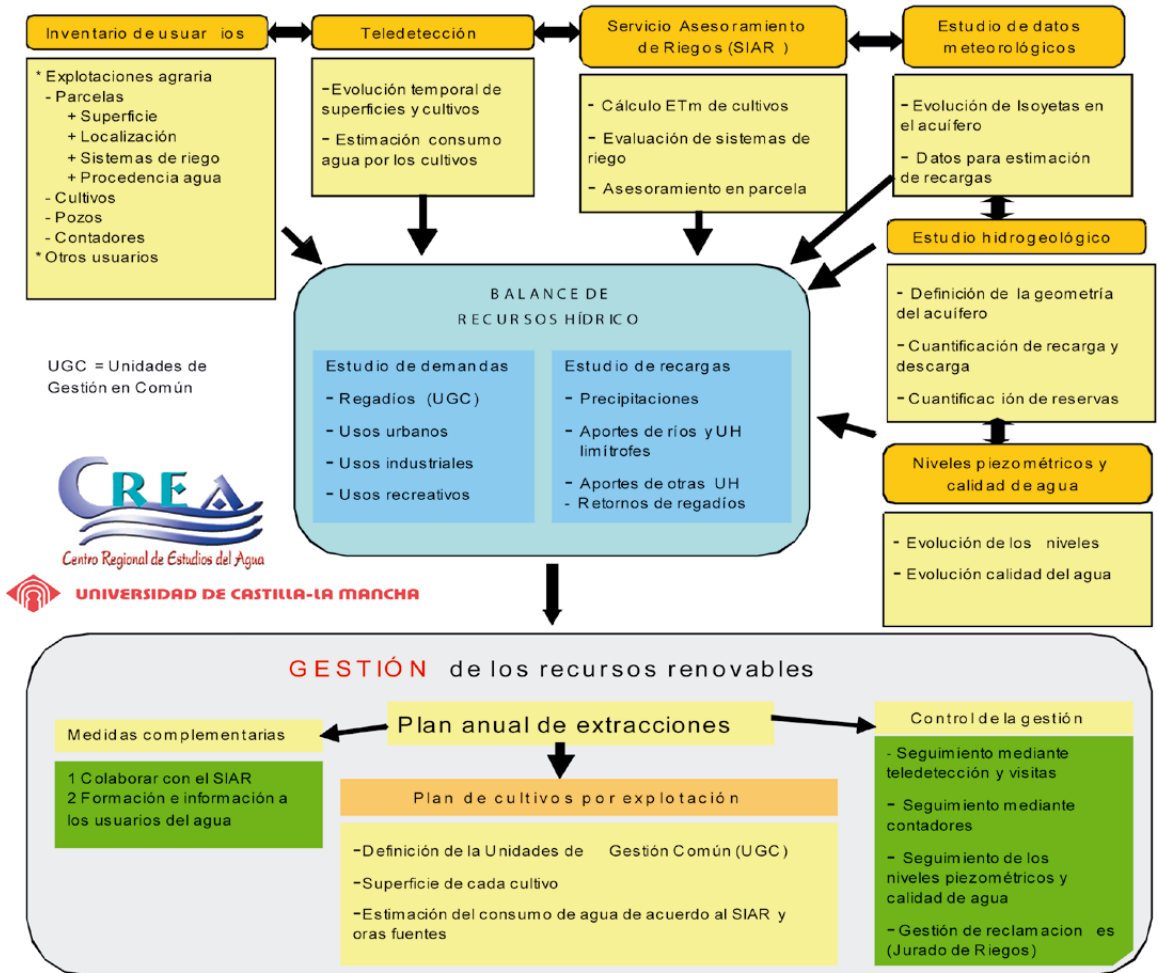 Inventario de usuar ios
Teledetección
Servicio Asesoramiento
de Riegos (SIAR )
Estudio de datos
meteorológicos
* Explotaciones agraria
- Parcelas
+ Superficie
+ Localización
+ Sistemas de riego
+ Procedencia agua
- Cultivos
- Pozos
- Contadores
* Otros usuarios
-Evolución temporal de
superficies y cultivos
- Estimación consumo
agua por los cultivos
- Cálculo ETm de cultivos
- Evaluación de sistemas de
riego
- Asesoramiento en parcela
- Evolución de Isoyetas en
el acuífero
- Datos para estimación
de recargas
Estudio hidrogeológico
- Definición de la geometría
del acuífero
- Cuantificación de recarga y
descarga
- Cuantificac ión de reservas
Niveles piezométricos y
calidad de agua
- Evolución de los niveles
- Evolución calidad del agua
BALANCE DE
RECURSOS HÍDRICO
Estudio de demandas
- Regadíos (UGC)
- Usos urbanos
- Usos industriales
- Usos recreativos
Estudio de recargas
- Precipitaciones
- Aportes de ríos y UH
limítrofes
- Aportes de otras UH
- Retornos de regadíos
UGC = Unidades de
Gestión en Común
CREA
Centro Regional de Estudios del Agua
UNIVERSIDAD DE CASTILLA-LA MANCHA
GESTIÓN de los recursos renovables
Plan anual de extracciones
Medidas complementarias
1 Colaborar con el SIAR
2 Formación e información a
los usuarios del agua
Plan de cultivos por explotación
-Definición de la Unidades de Gestión Común (UGC)
-Superficie de cada cultivo
-Estimación del consumo de agua de acuerdo al SIAR y
oras fuentes
Control de la gestión
- Seguimiento mediante
teledetección y visitas
- Seguimiento mediante
contadores
- Seguimiento de los
niveles piezométricos y
calidad de agua
-Gestión de reclamacion es
(Jurado de Riegos)